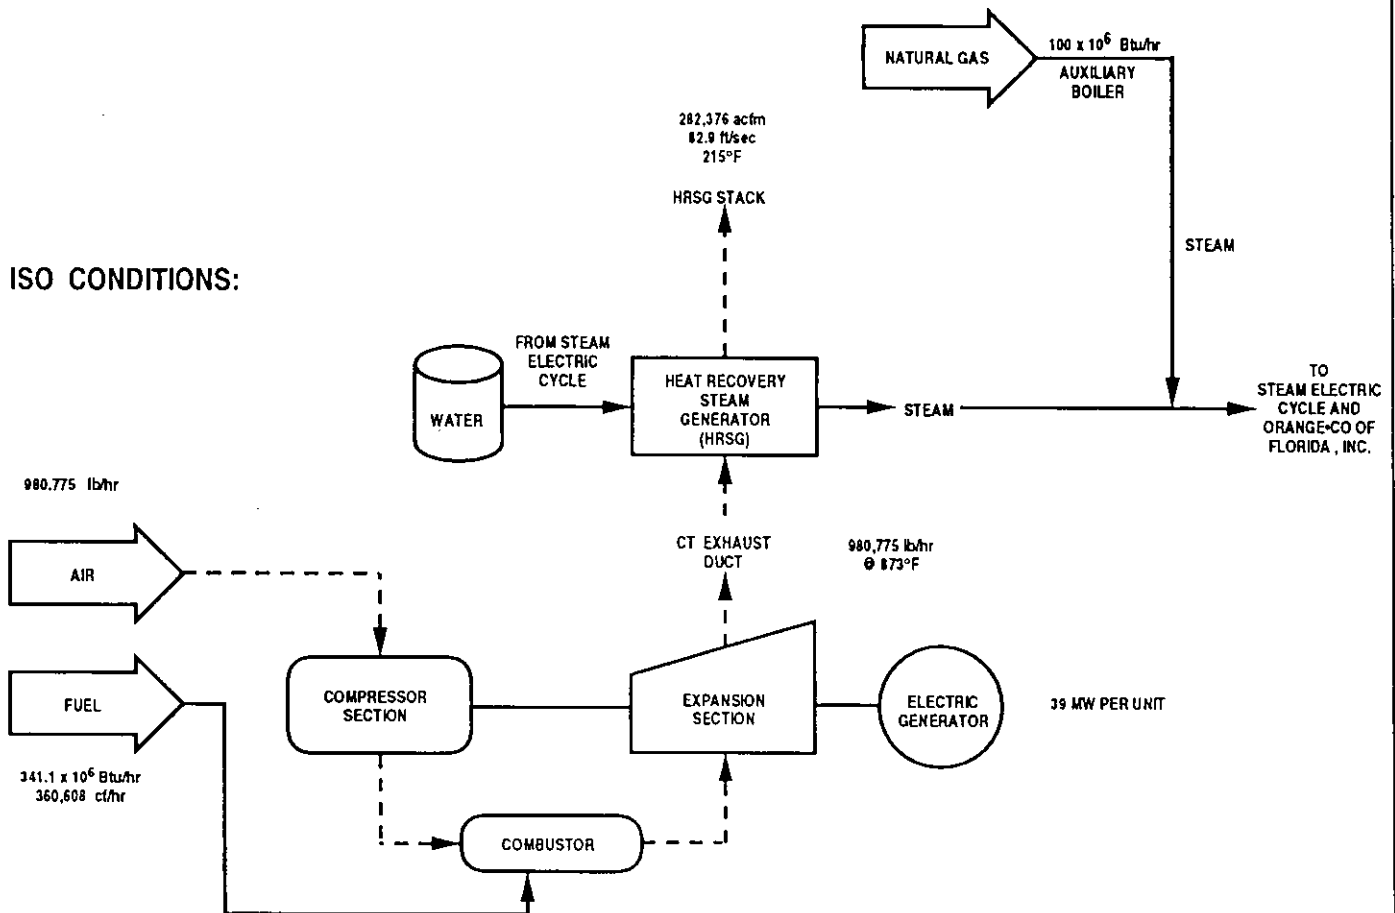 NATURAL GAS
100 x 10⁶ Btu/hr
AUXILIARY
BOILER
282,376 acfm
82.9 ft/sec
215°F
HRSG STACK
STEAM
ISO CONDITIONS:
FROM STEAM
ELECTRIC
CYCLE
WATER
HEAT RECOVERY
STEAM
GENERATOR
(HRSG)
STEAM
TO
STEAM ELECTRIC
CYCLE AND
ORANGE•CO OF
FLORIDA , INC.
980.775 lb/hr
AIR
CT EXHAUST
DUCT
980,775 lb/hr
@ 873°F
FUEL
COMPRESSOR
SECTION
EXPANSION
SECTION
ELECTRIC
GENERATOR
39 MW PER UNIT
341.1 x 10⁶ Btu/hr
360,608 cf/hr
COMBUSTOR